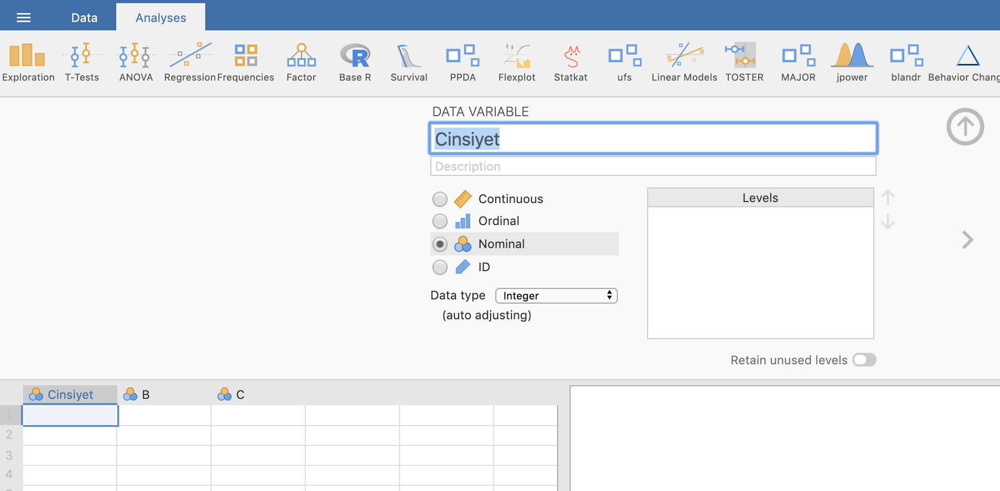 Data Analyses
Exploration T-Tests ANOVA Regression Frequencies Factor Base R Survival PPDA Flexplot Statkat ufs Linear Models TOSTER MAJOR jpower blandr Behavior Chang
DATA VARIABLE
Cinsiyet
Description
Continuous
Levels
Ordinal
Nominal
ID
Data type Integer
(auto adjusting)
Retain unused levels
Cinsiyet B C
1
2
3
4